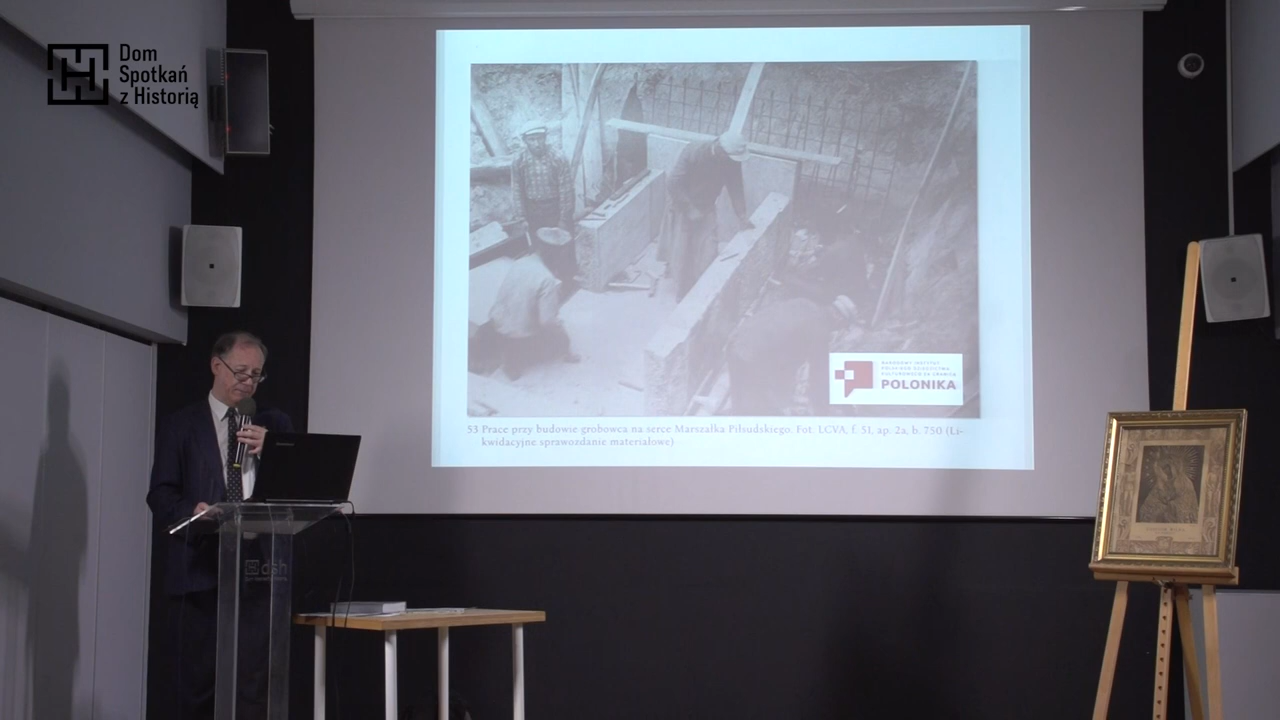 Dom
Spotkań
z Historią
NARODOWY INSTYTUT
POLSKIEGO DZIEDZICTWA
KULTUROWEGO ZA GRANICĄ
POLONIKA
53 Prace przy budowie grobowca na serce Marszałka Piłsudskiego. Fot. LCVA, f. 51, ap. 2a, b. 750 (Li-
kwidacyjne sprawozdanie materiałowe)
dsh